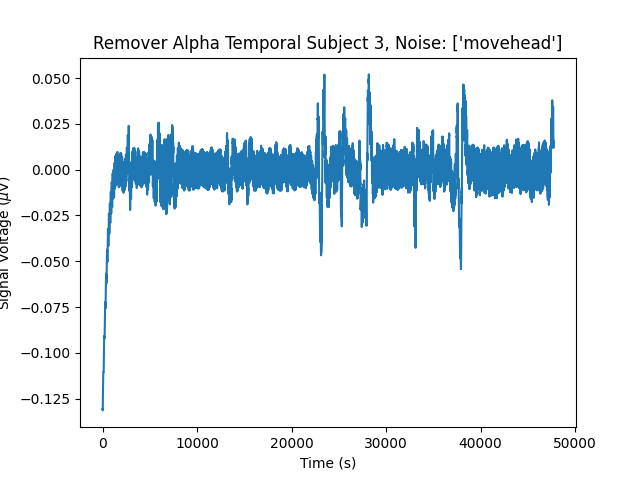 Remover Alpha Temporal Subject 3, Noise: ['movehead']
Signal Voltage (μV)
0.050
0.025
0.000
−0.025
−0.050
−0.075
−0.100
−0.125
0 10000 20000 30000 40000 50000
Time (s)